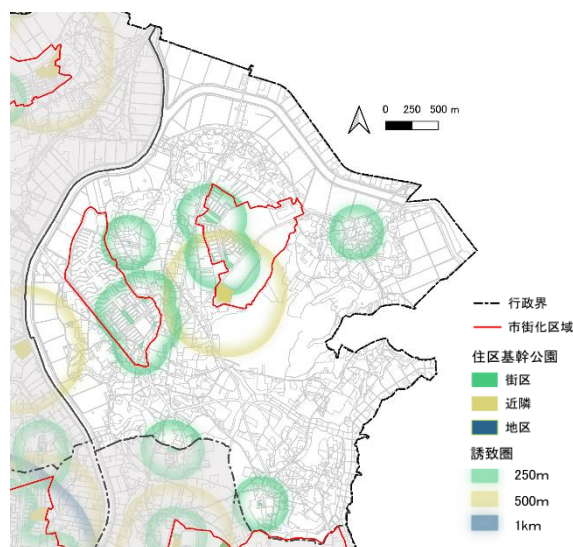 0 250 500 m
行政界
市街化区域
住区基幹公園
街区
近隣
地区
誘致圏
250m
500m
1km